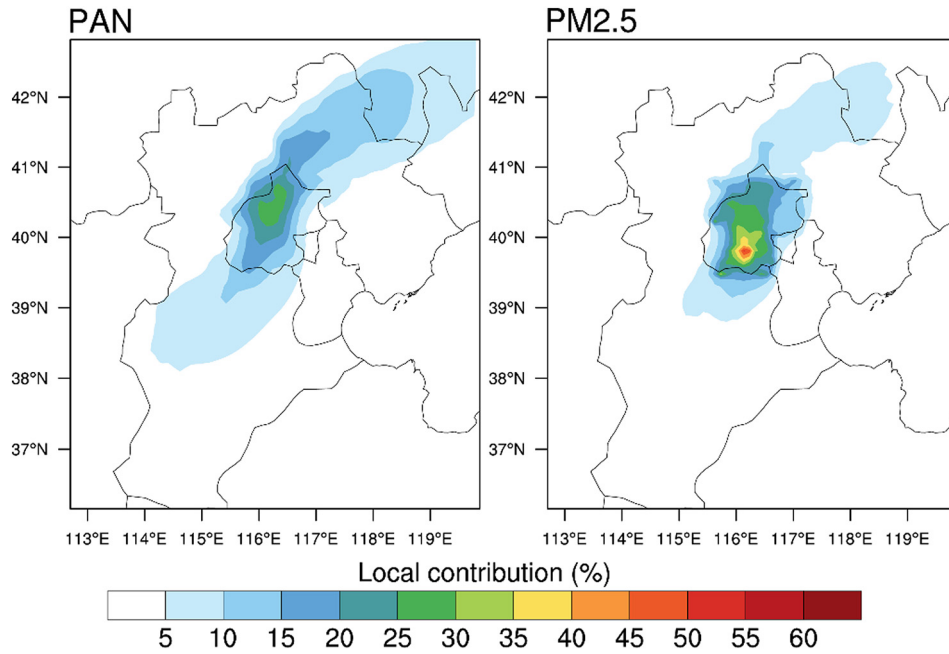 PAN PM2.5
42°N 42°N
41°N 41°N
40°N 40°N
39°N 39°N
38°N 38°N
37°N 37°N
113°E 114°E 115°E 116°E 117°E 118°E 119°E 113°E 114°E 115°E 116°E 117°E 118°E 119°E
Local contribution (%)
5 10 15 20 25 30 35 40 45 50 55 60